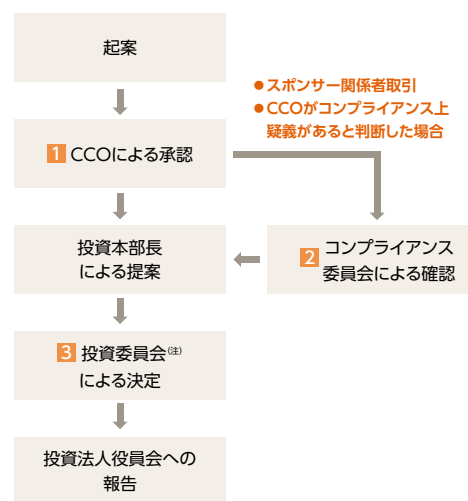 起案
●スポンサー関係者取引
●CCOがコンプライアンス上
疑義があると判断した場合
1 CCOによる承認
投資本部長
による提案
2 コンプライアンス
委員会による確認
3 投資委員会(注)
による決定
投資法人役員会への
報告